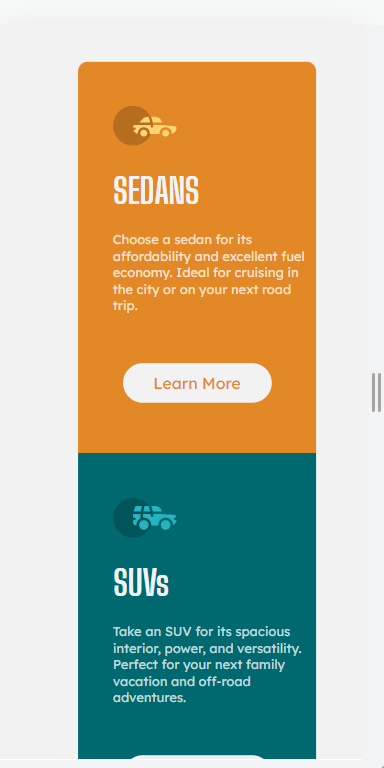 SEDANS
Choose a sedan for its
affordability and excellent fuel
economy. Ideal for cruising in
the city or on your next road
trip.
Learn More
SUVs
Take an SUV for its spacious
interior, power, and versatility.
Perfect for your next family
vacation and off-road
adventures.